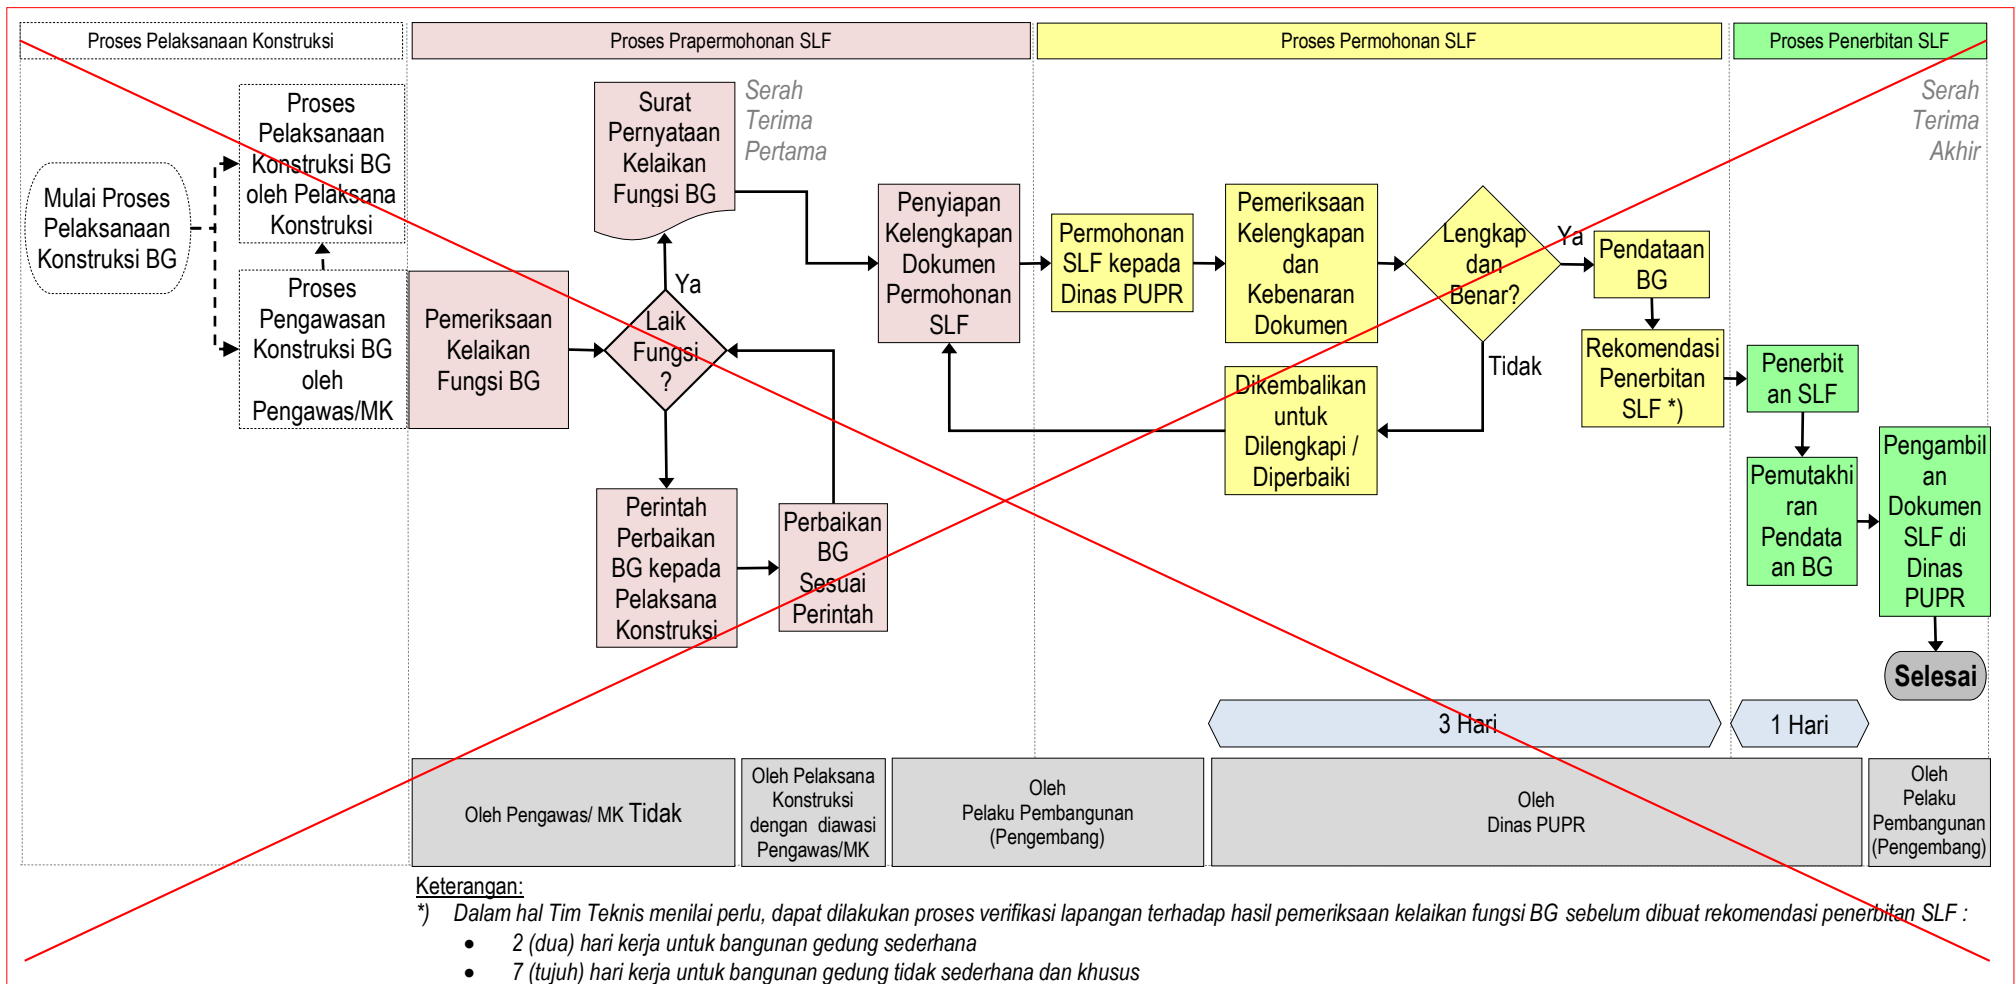 Proses Pelaksanaan Konstruksi
Proses Prapermohonan SLF
Proses Permohonan SLF
Proses Penerbitan SLF
Mulai Proses
Pelaksanaan
Konstruksi BG
Proses
Pelaksanaan
Konstruksi BG
oleh Pelaksana
Konstruksi
Proses
Pengawasan
Konstruksi BG
oleh
Pengawas/MK
Pemeriksaan
Kelaikan
Fungsi BG
Surat
Pernyataan
Kelaikan
Fungsi BG
Serah
Terima
Pertama
Ya
Laik
Fungsi
?
Perintah
Perbaikan
BG kepada
Pelaksana
Konstruksi
Perbaikan
BG
Sesuai
Perintah
Penyiapan
Kelengkapan
Dokumen
Permohonan
SLF
Permohonan
SLF kepada
Dinas PUPR
Pemeriksaan
Kelengkapan
dan
Kebenaran
Dokumen
Lengkap
dan
Benar?
Ya
Tidak
Dikembalikan
untuk
Dilengkapi /
Diperbaiki
Pendataan
BG
Rekomendasi
Penerbitan
SLF *)
Serah
Terima
Akhir
Penerbit
an SLF
Pemutakhi
ran
Pendata
an BG
Pengambil
an
Dokumen
SLF di
Dinas
PUPR
Selesai
3 Hari
1 Hari
Oleh Pengawas/ MK Tidak
Oleh Pelaksana
Konstruksi
dengan diawasi
Pengawas/MK
Oleh
Pelaku Pembangunan
(Pengembang)
Oleh
Dinas PUPR
Oleh
Pelaku
Pembangunan
(Pengembang)
Keterangan:
*) Dalam hal Tim Teknis menilai perlu, dapat dilakukan proses verifikasi lapangan terhadap hasil pemeriksaan kelaikan fungsi BG sebelum dibuat rekomendasi penerbitan SLF :
• 2 (dua) hari kerja untuk bangunan gedung sederhana
• 7 (tujuh) hari kerja untuk bangunan gedung tidak sederhana dan khusus